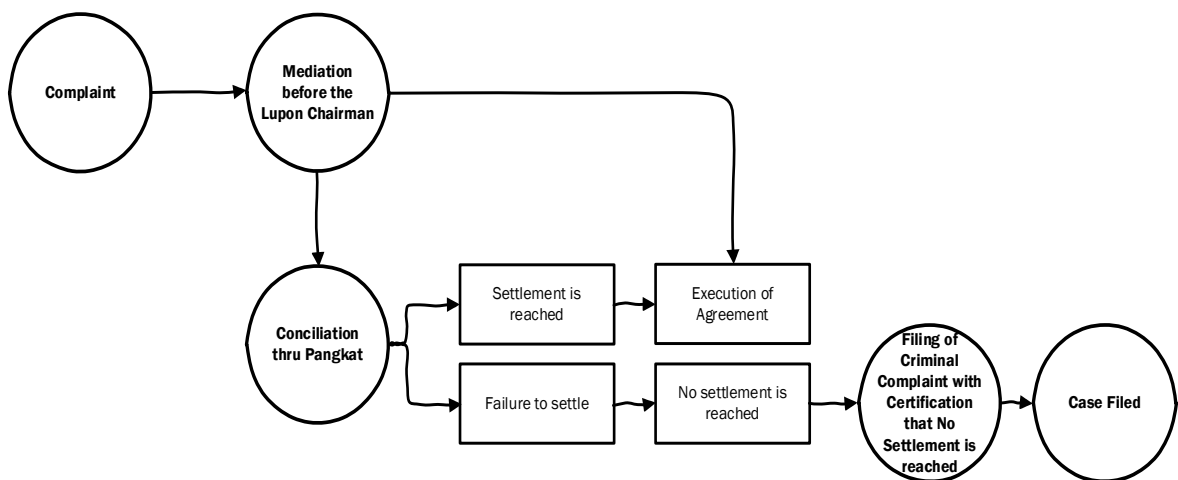 Complaint
Mediation
before the
Lupon Chairman
Conciliation
thru Pangkat
Settlement is
reached
Execution of
Agreement
Failure to settle
No settlement is
reached
Filing of
Criminal
Complaint with
Certification
that No
Settlement is
reached
Case Filed